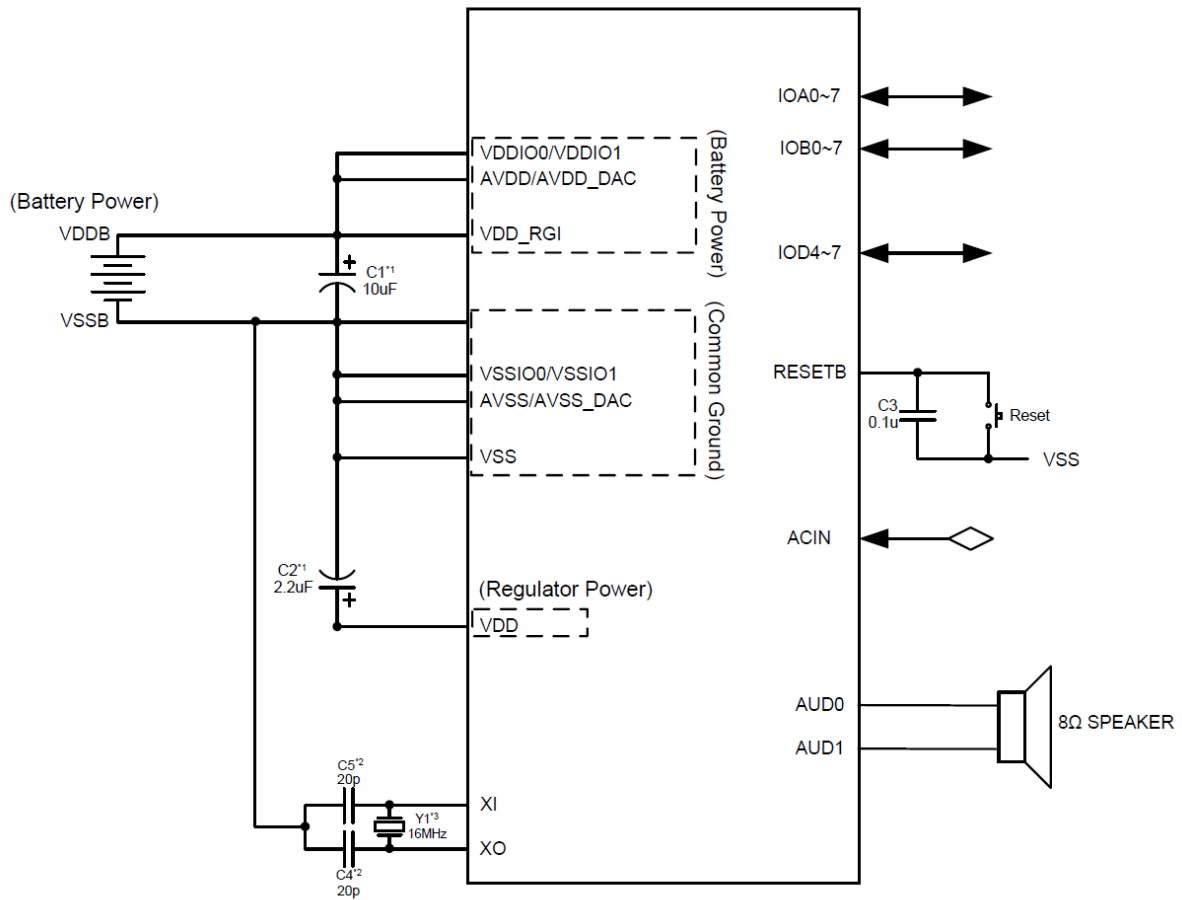 IOA0~7
IOB0~7
(Battery Power)
VDDIO0/VDDIO1
AVDD/AVDD_DAC
VDD_RGI
(Battery Power)
VDDB
VSSB
C1*1
10uF
IOD4~7
(Common Ground)
VSSIO0/VSSIO1
AVSS/AVSS_DAC
VSS
RESETB
C3
0.1u
Reset
VSS
ACIN
C2*1
2.2uF
(Regulator Power)
VDD
AUD0
AUD1
8Ω SPEAKER
C5*2
20p
Y1*3
16MHz
C4*2
20p
XI
XO